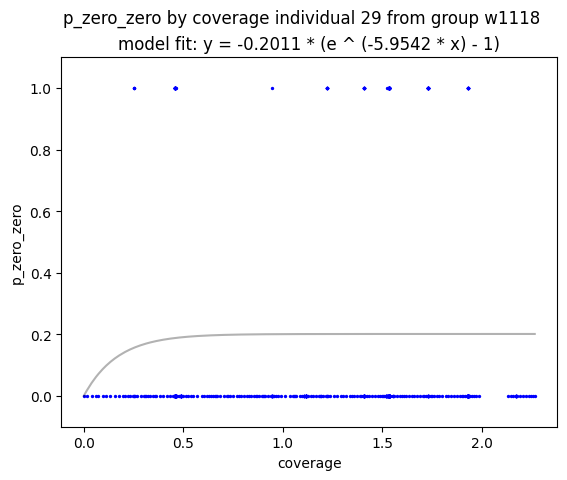 p_zero_zero by coverage individual 29 from group w1118
model fit: y = -0.2011 * (e ^ (-5.9542 * x) - 1)
1.0
0.8
0.6
0.4
0.2
0.0
p_zero_zero
0.0 0.5 1.0 1.5 2.0
coverage